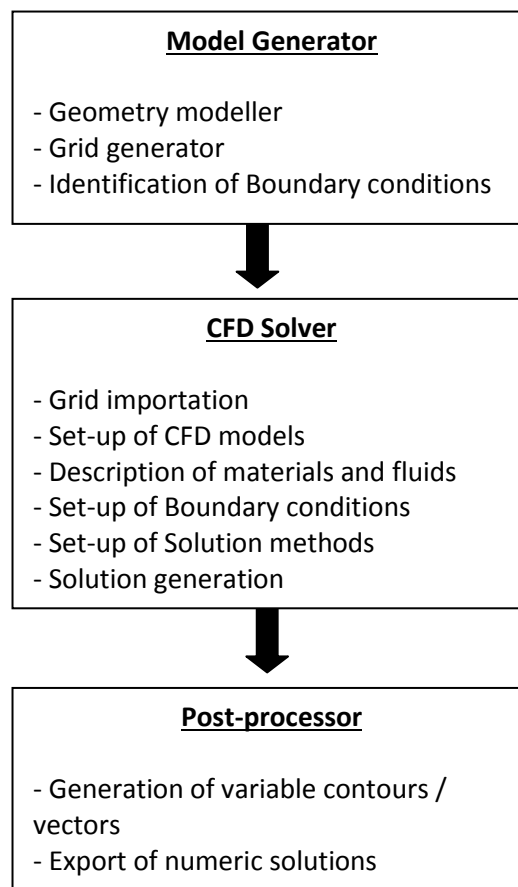 Model Generator
- Geometry modeller
- Grid generator
- Identification of Boundary conditions
CFD Solver
- Grid importation
- Set-up of CFD models
- Description of materials and fluids
- Set-up of Boundary conditions
- Set-up of Solution methods
- Solution generation
Post-processor
- Generation of variable contours /
vectors
- Export of numeric solutions